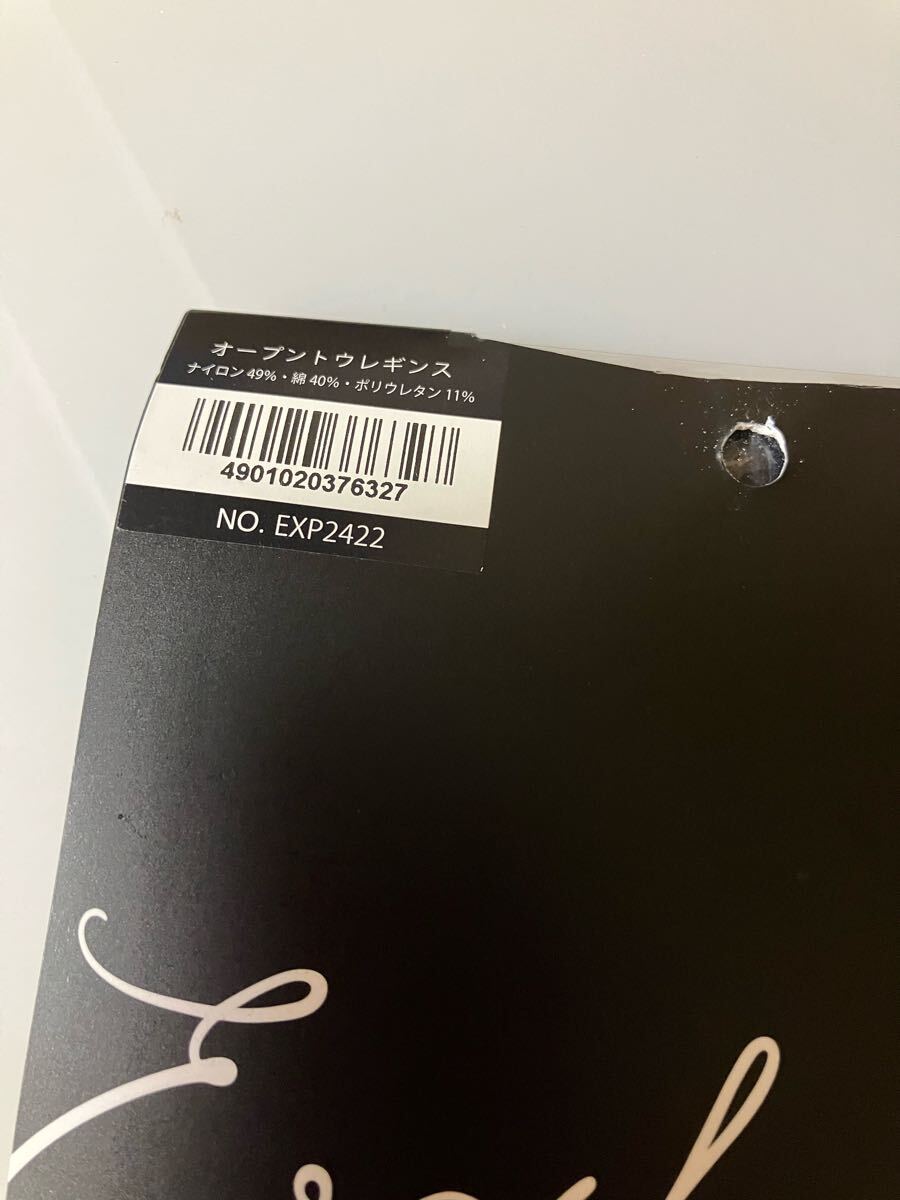 オープントウレギンス
ナイロン 49%・綿 40%・ポリウレタン 11%
4901020376327
NO. EXP2422